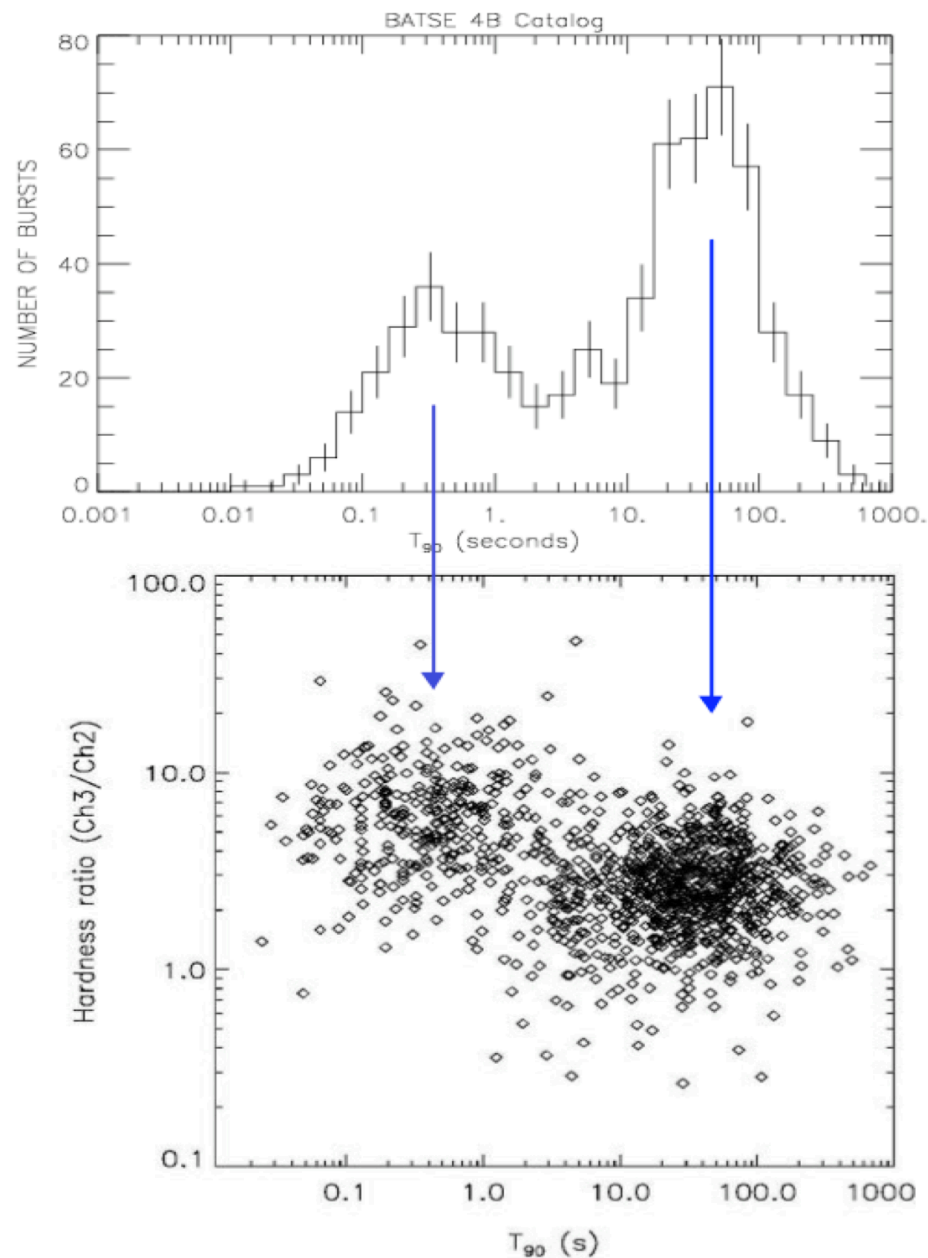 BATSE 4B Catalog
80
60
40
20
0
NUMBER OF BURSTS
0.001 0.01 0.1 1. 10. 100. 1000.
T90 (seconds)
100.0
10.0
1.0
0.1
Hardness ratio (Ch3/Ch2)
0.1 1.0 10.0 100.0 1000
T90 (s)